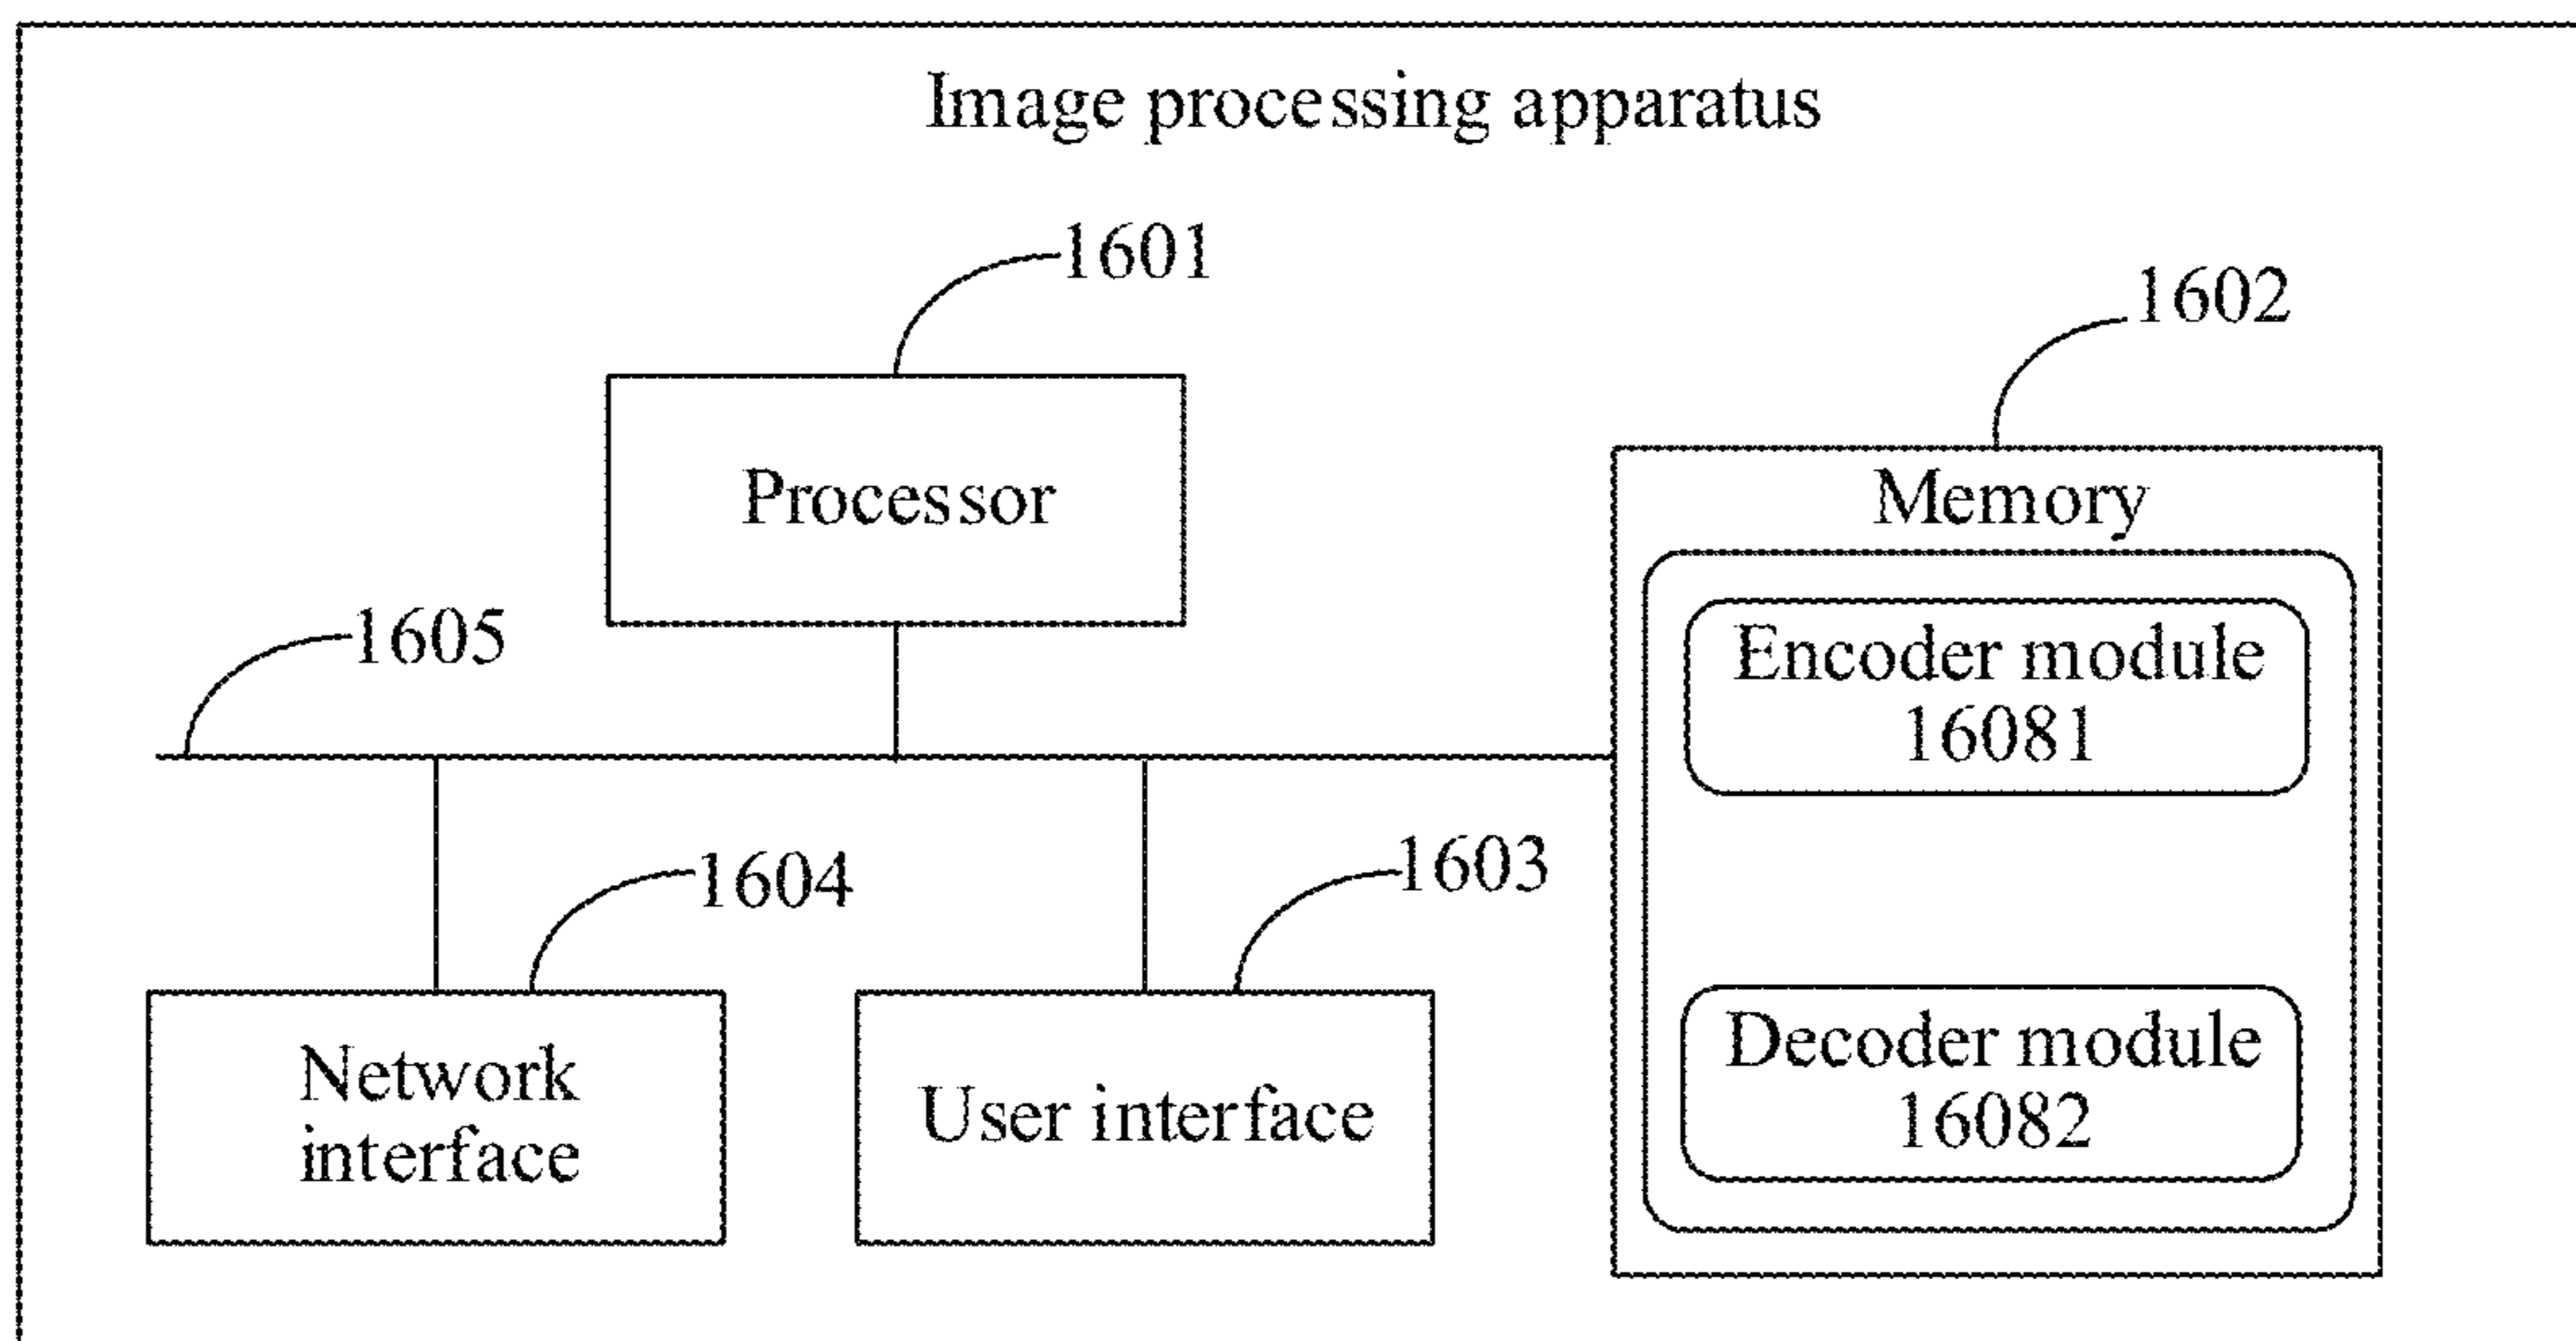 Image processing apparatus
1601
1602
Processor
Memory
1605
Encoder module
16081
1604
1603
Network
interface
User interface
Decoder module
16082